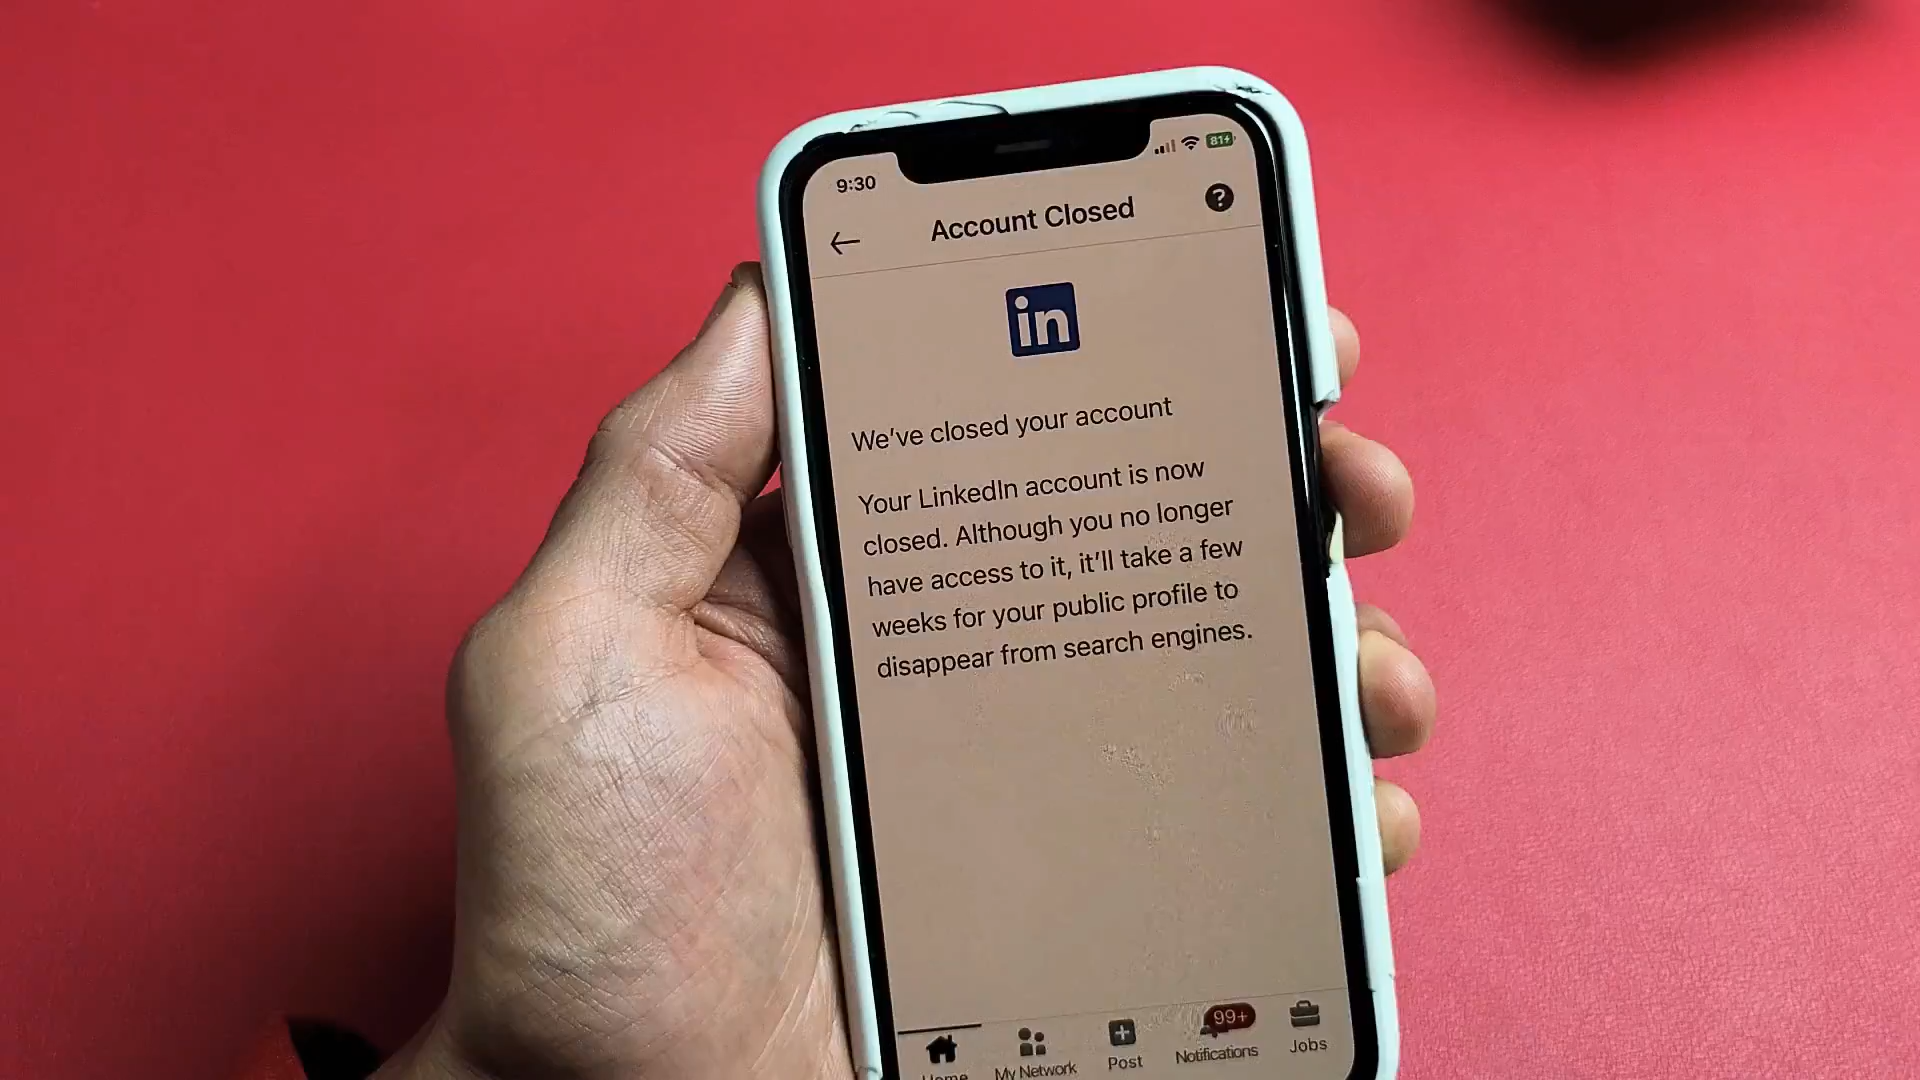 9:30
81+
Account Closed
?
in
We've closed your account
Your LinkedIn account is now
closed. Although you no longer
have access to it, it'll take a few
weeks for your public profile to
disappear from search engines.
99+
Home
My Network
Post
Notifications
Jobs